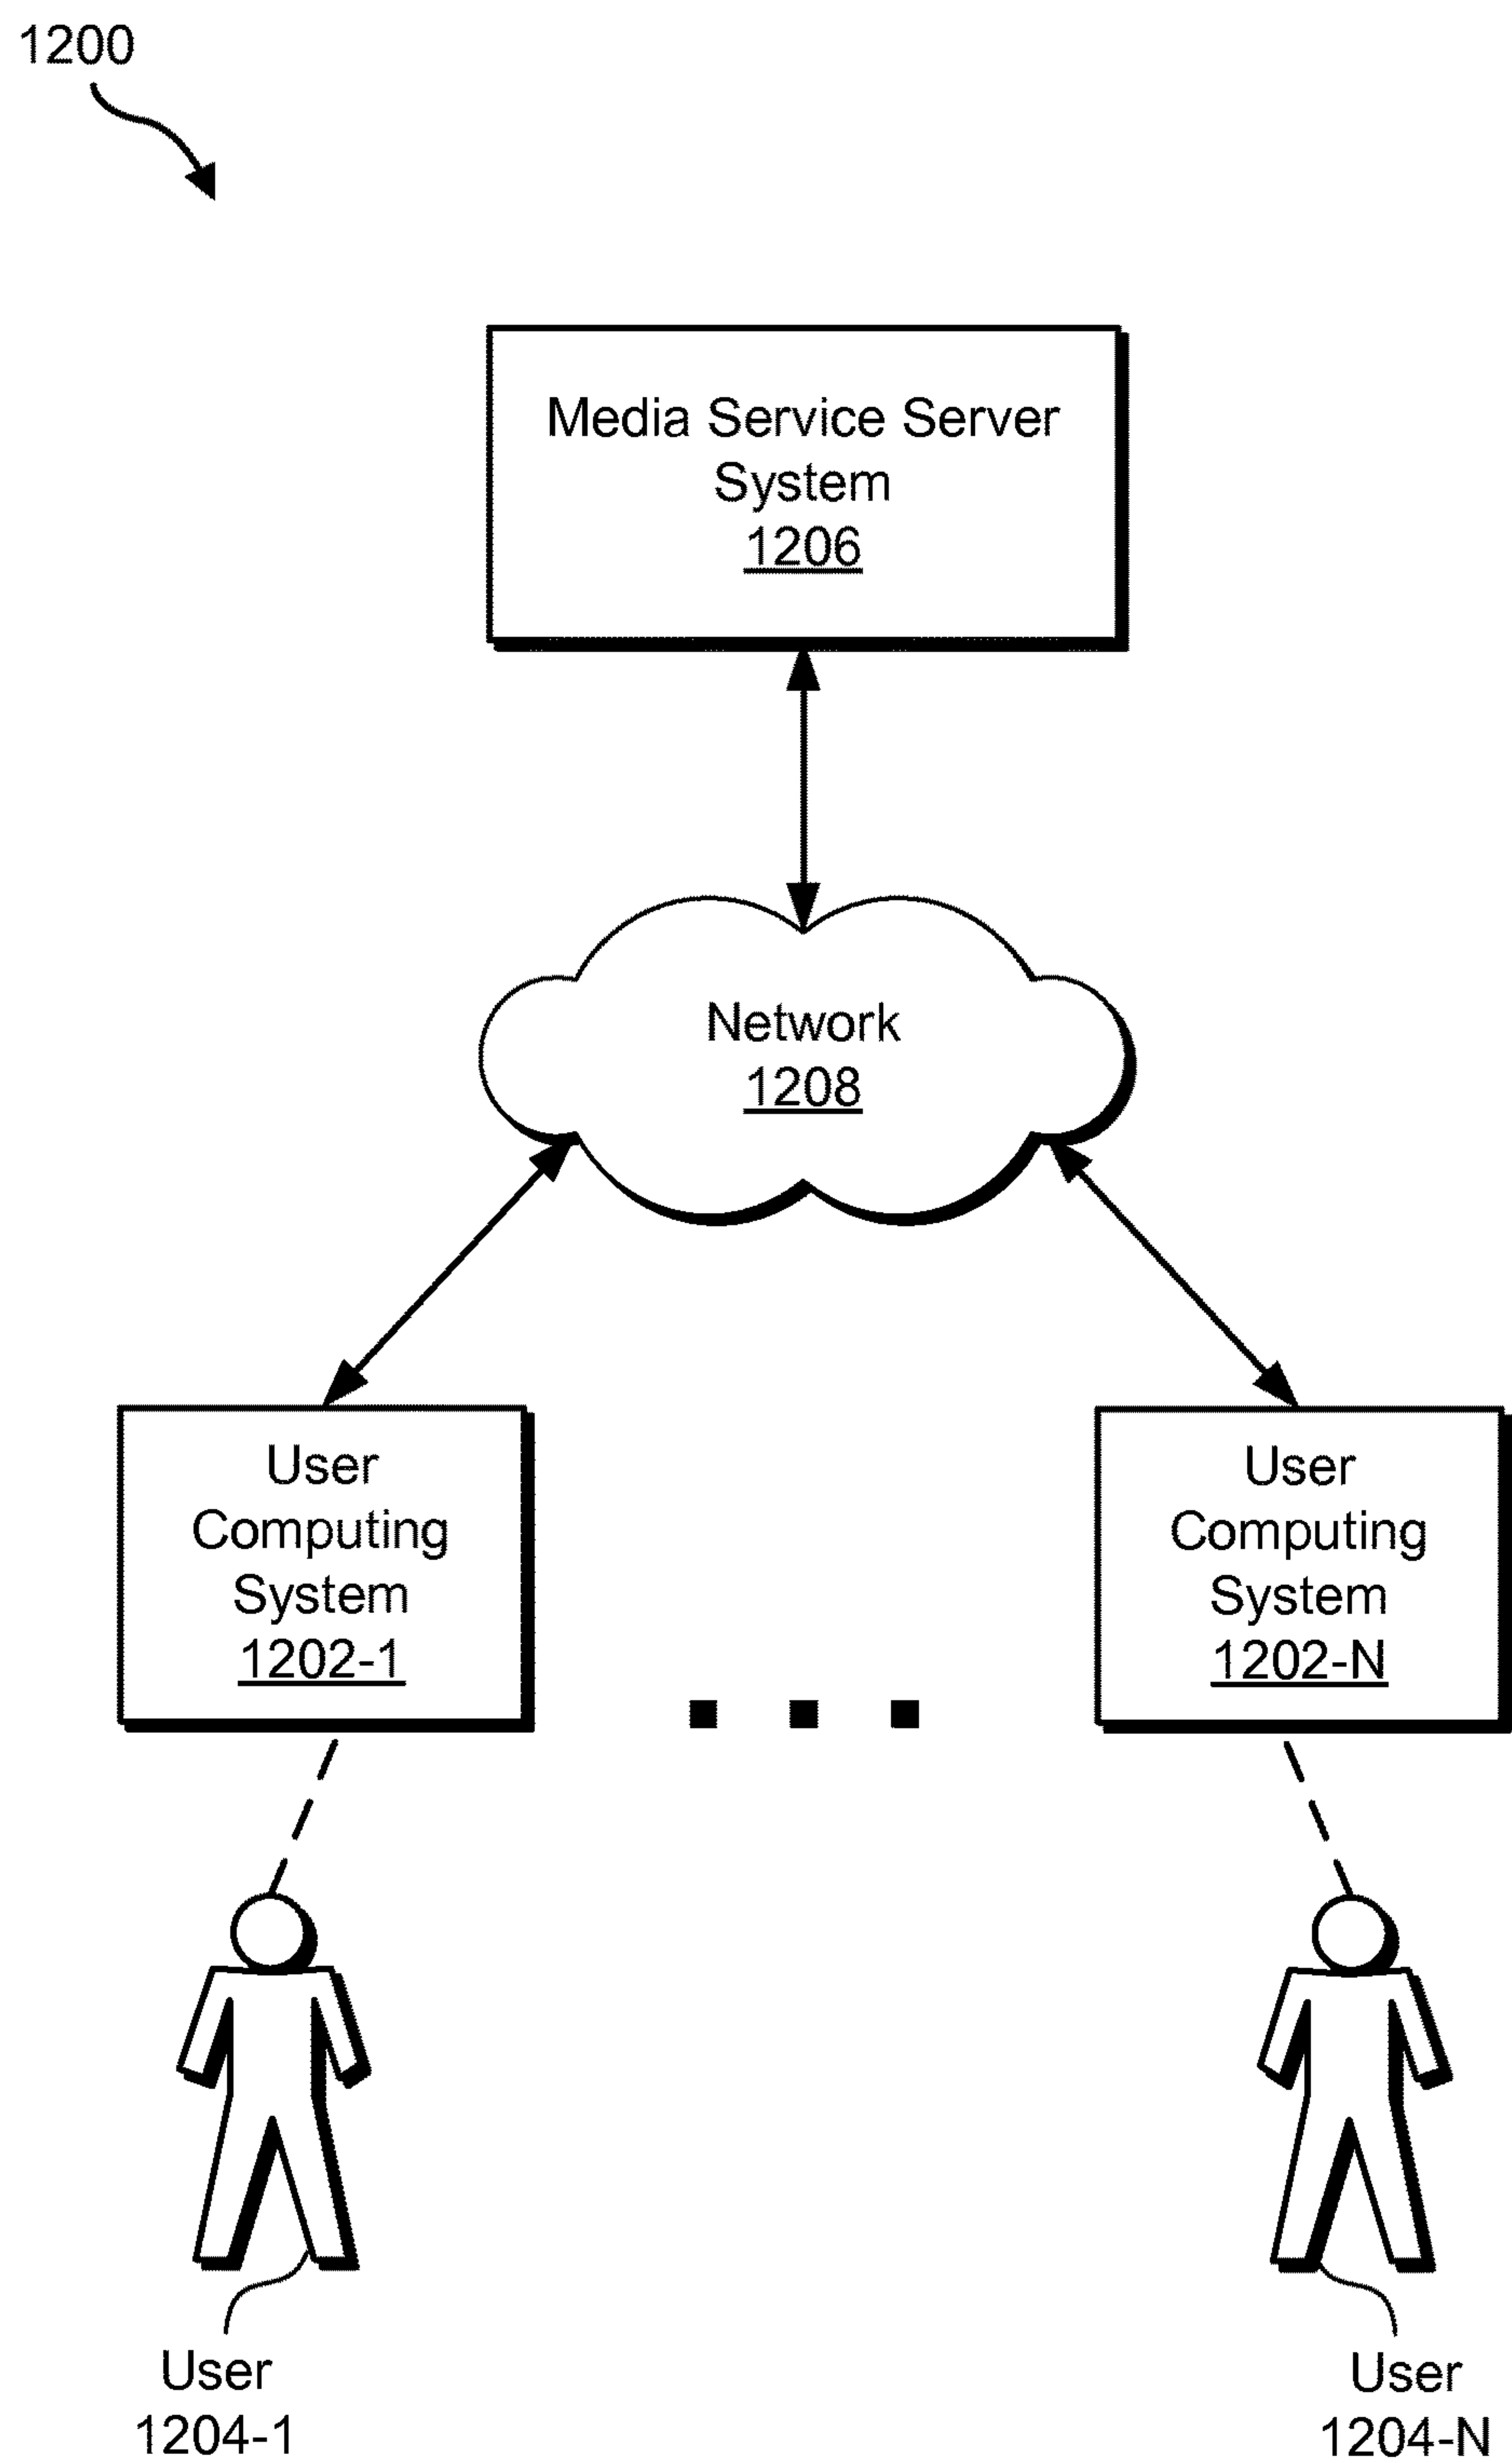 1200
Media Service Server
System
1206
Network
1208
User
Computing
System
1202-1
User
Computing
System
1202-N
User
1204-1
User
1204-N